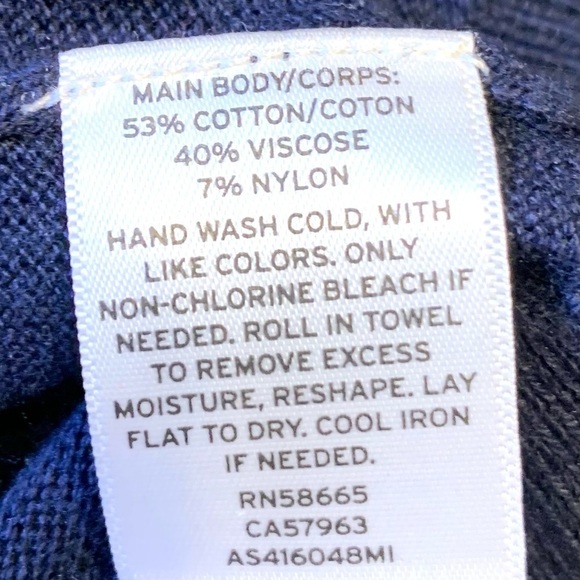 MAIN BODY/CORPS:
53% COTTON/COTON
40% VISCOSE
7% NYLON
HAND WASH COLD, WITH
LIKE COLORS. ONLY
NON-CHLORINE BLEACH IF
NEEDED. ROLL IN TOWEL
TO REMOVE EXCESS
MOISTURE, RESHAPE. LAY
FLAT TO DRY. COOL IRON
IF NEEDED.
RN58665
CA57963
AS416048MI